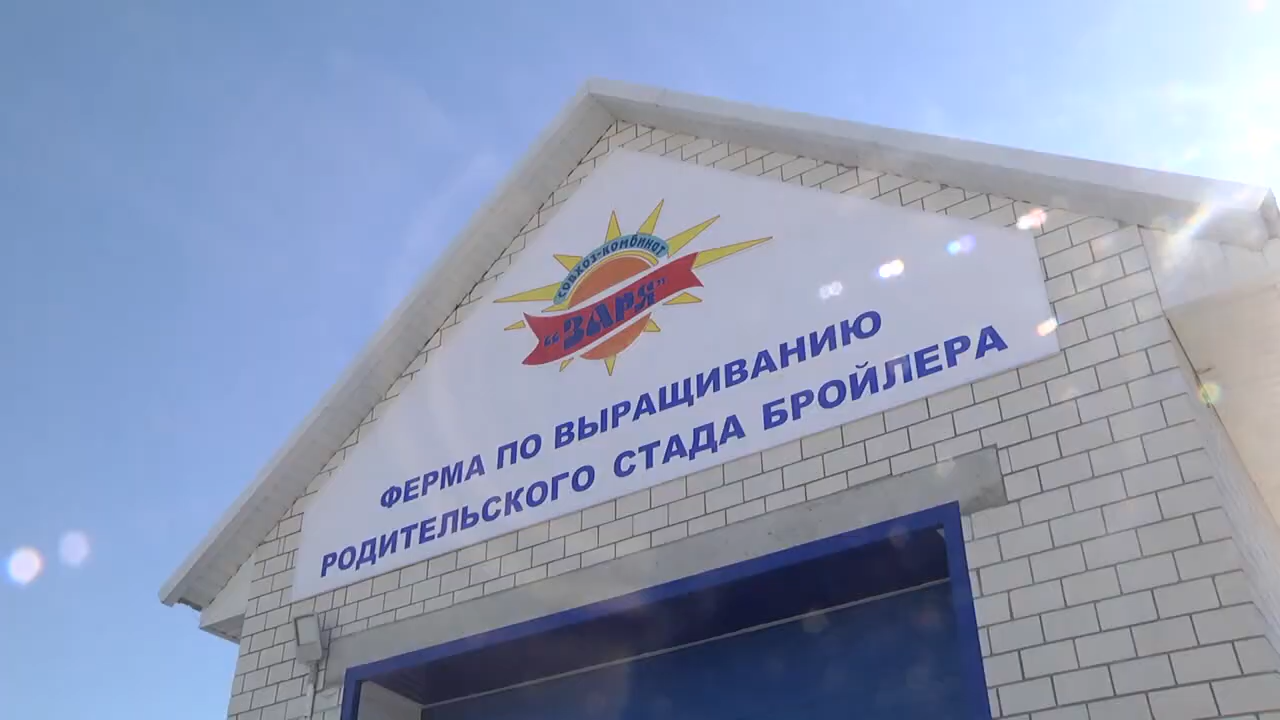 СОВХОЗ-КОМБИНАТ
"ЗАРЯ"
ФЕРМА ПО ВЫРАЩИВАНИЮ
РОДИТЕЛЬСКОГО СТАДА БРОЙЛЕРА